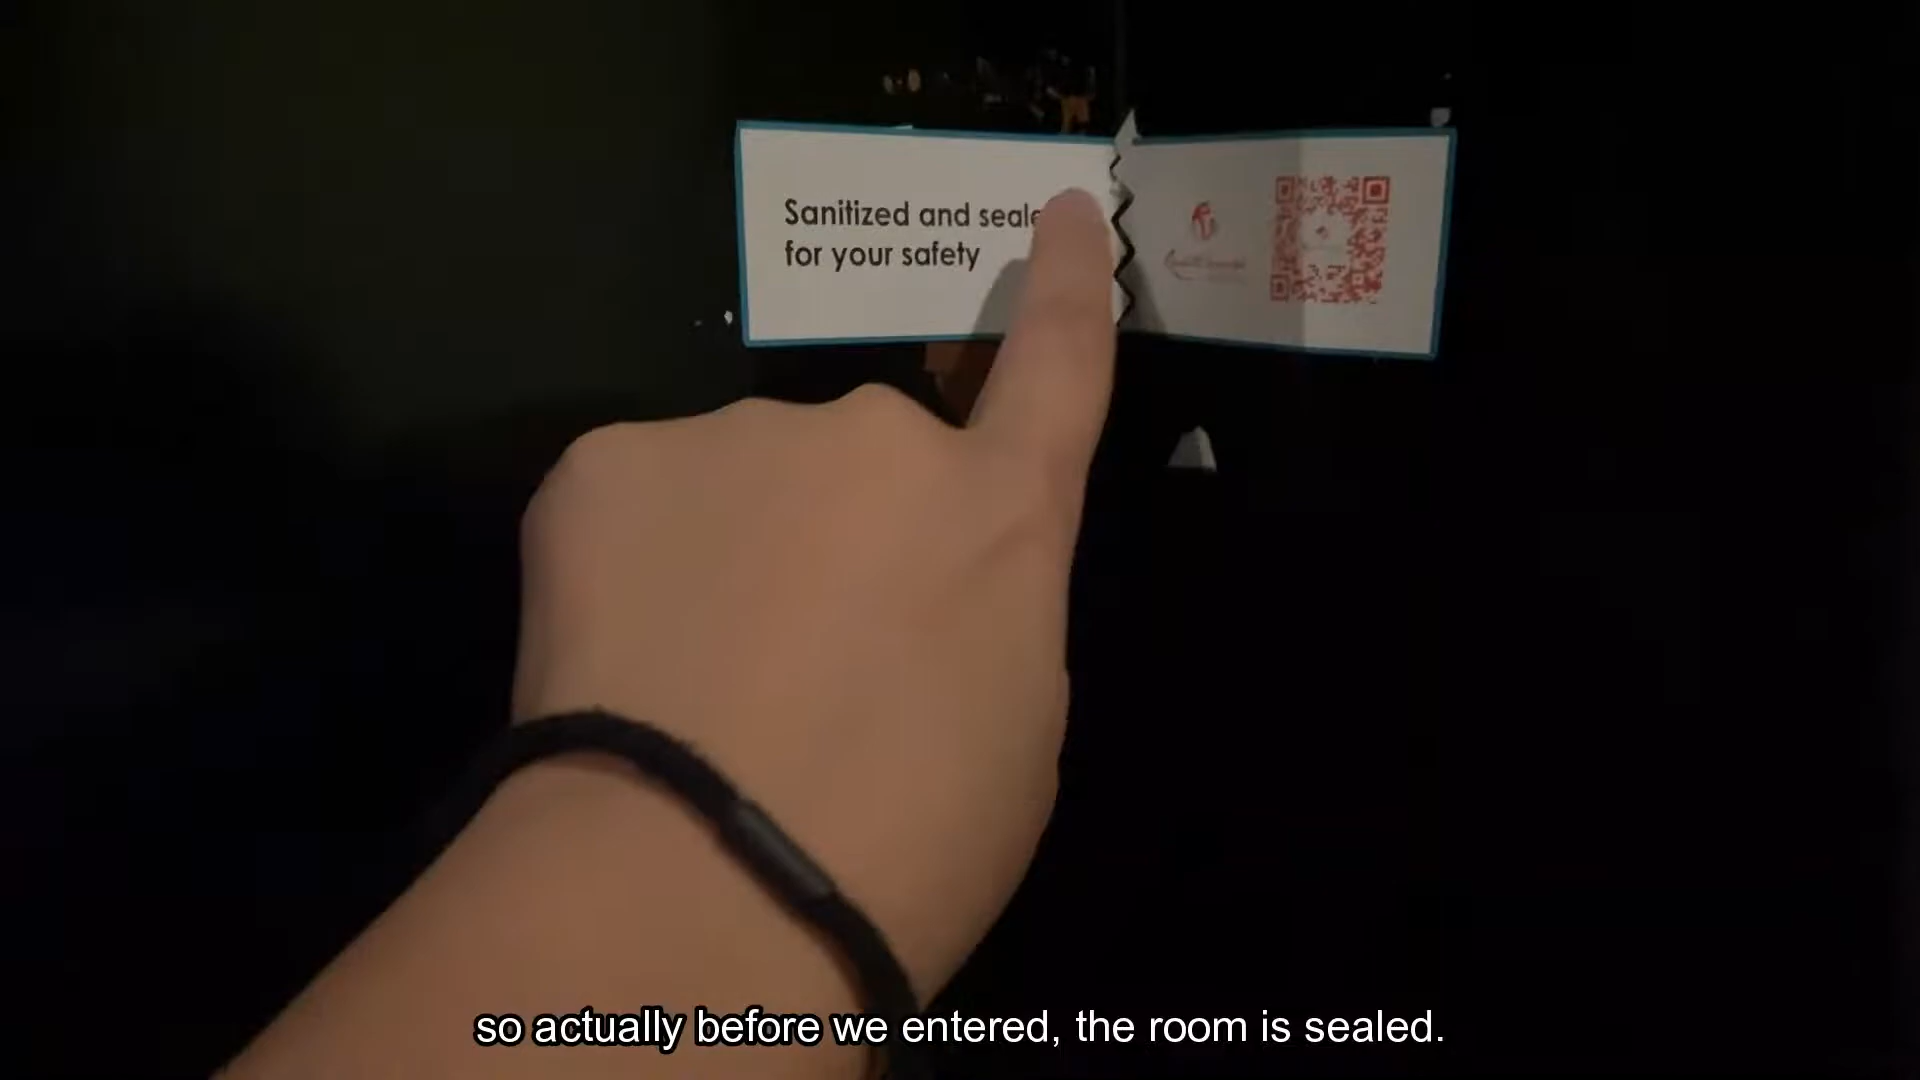 Sanitized and seale
for your safety
so actually before we entered, the room is sealed.